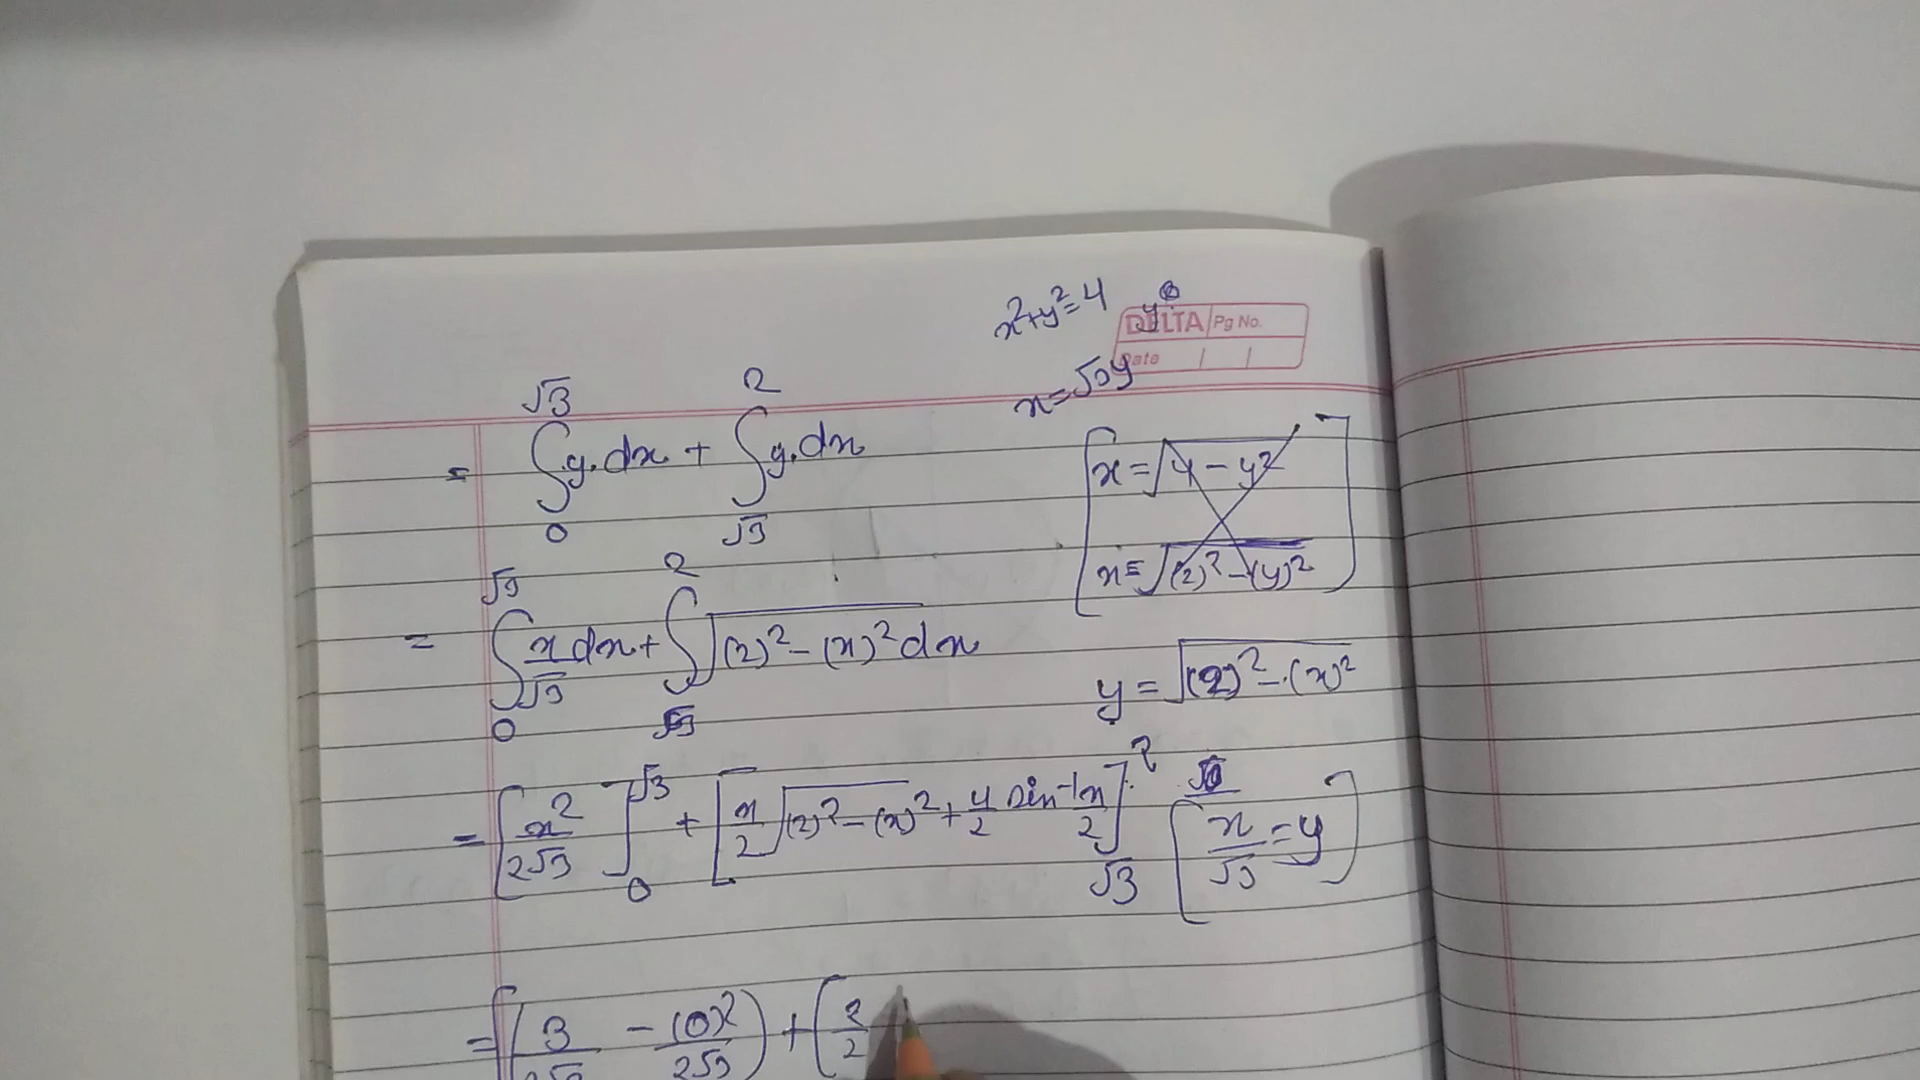 x²+y²=4 y
DELTA Pg No.
Date
x=√3y
√3 2
= ∫y.dx + ∫y.dx
0 √3
[x=√4-y²
x=√(2)²-(y)²]
√3 2
= ∫x/√3 dx + ∫√(2)²-(x)² dx
0 √3
y=√(2)²-(x)²
= [x²/2√3]₀^√3 + [x/2 √(2)²-(x)² + 4/2 sin⁻¹x/2]_√3^2
[x/√3=y]
= (3/2√3 - (0)²/2√3) + (2/2